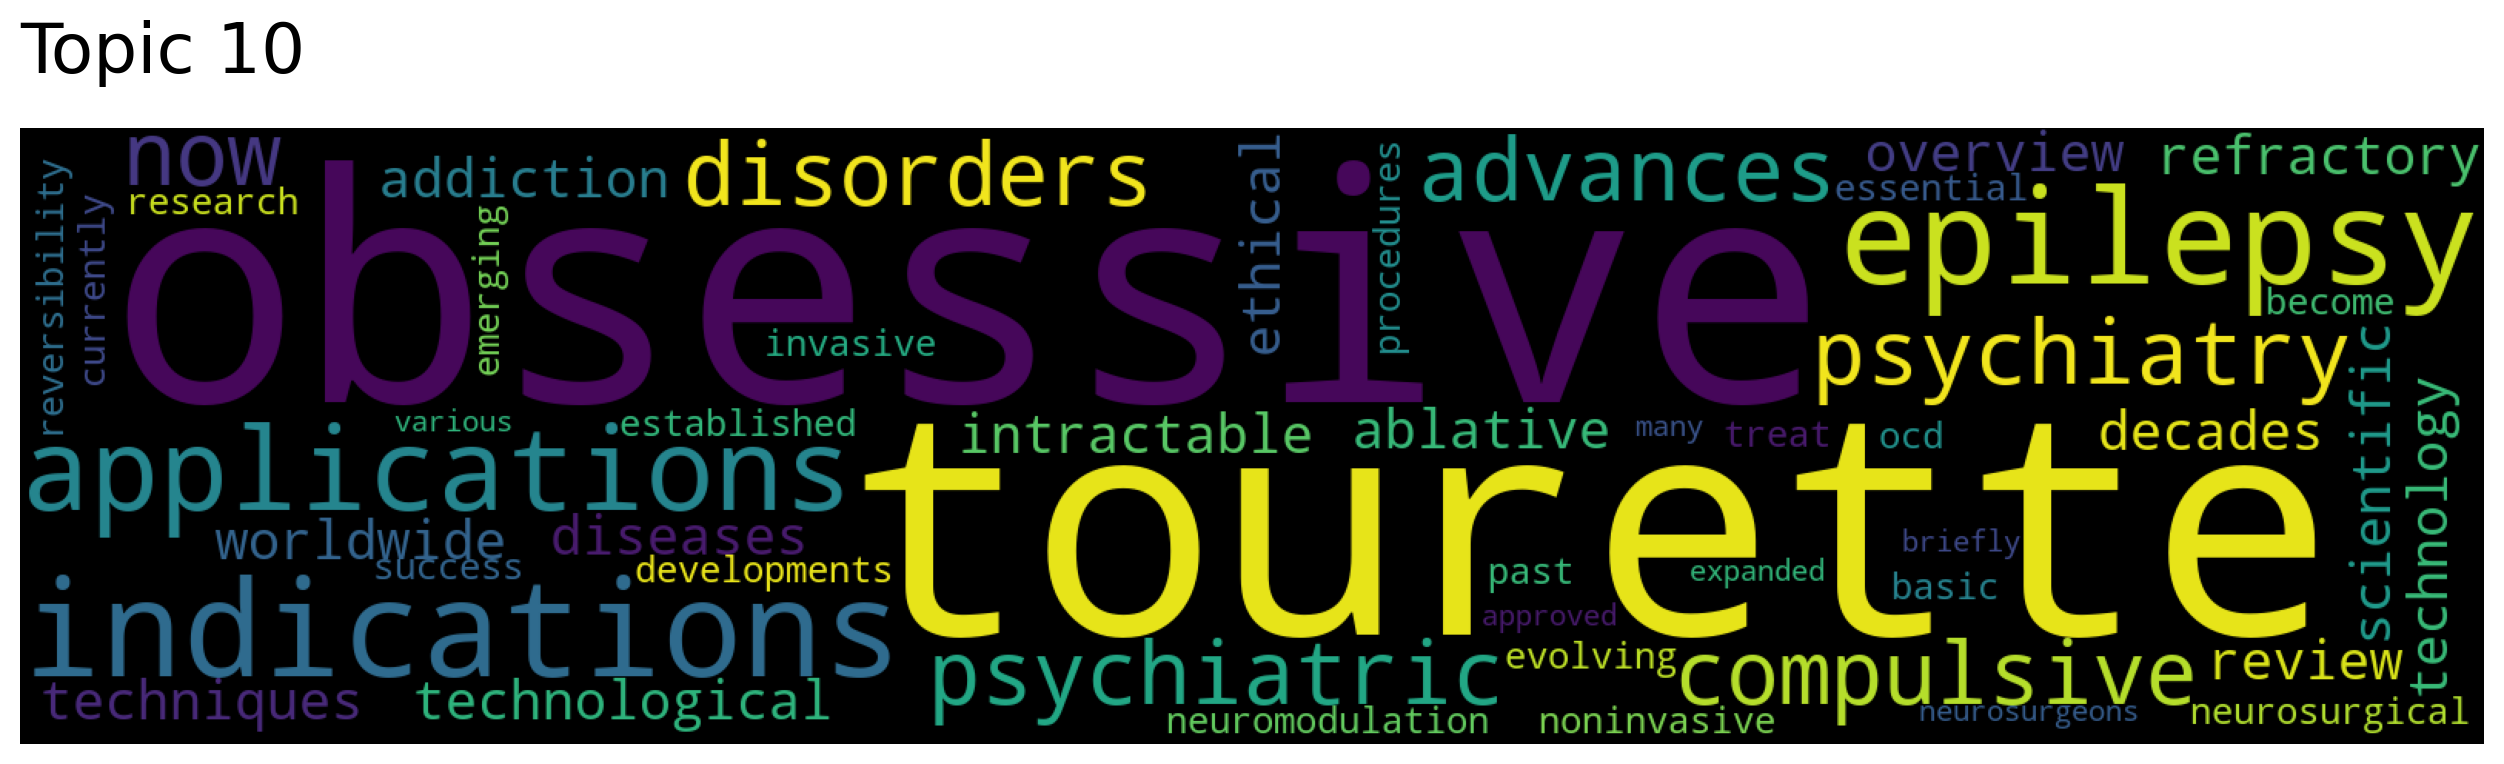 Topic 10
now
research
addiction
disorders
ethical
procedures
advances
overview
essential
refractory
reversibility
currently
emerging
obsessive
invasive
epilepsy
become
psychiatry
various
established
intractable
ablative
many
treat
ocd
decades
scientific
technology
applications
worldwide
diseases
success
developments
tourette
past
expanded
briefly
basic
approved
indications
techniques
technological
psychiatric
evolving
compulsive
review
neuromodulation
noninvasive
neurosurgeons
neurosurgical